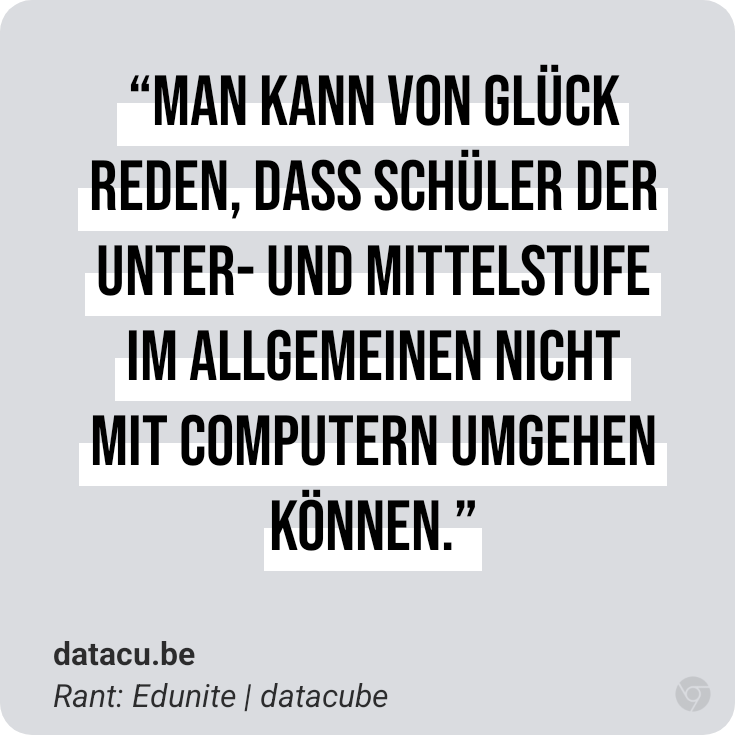 “MAN KANN VON GLÜCK
REDEN, DASS SCHÜLER DER
UNTER- UND MITTELSTUFE
IM ALLGEMEINEN NICHT
MIT COMPUTERN UMGEHEN
KÖNNEN.”
datacu.be
Rant: Edunite | datacube